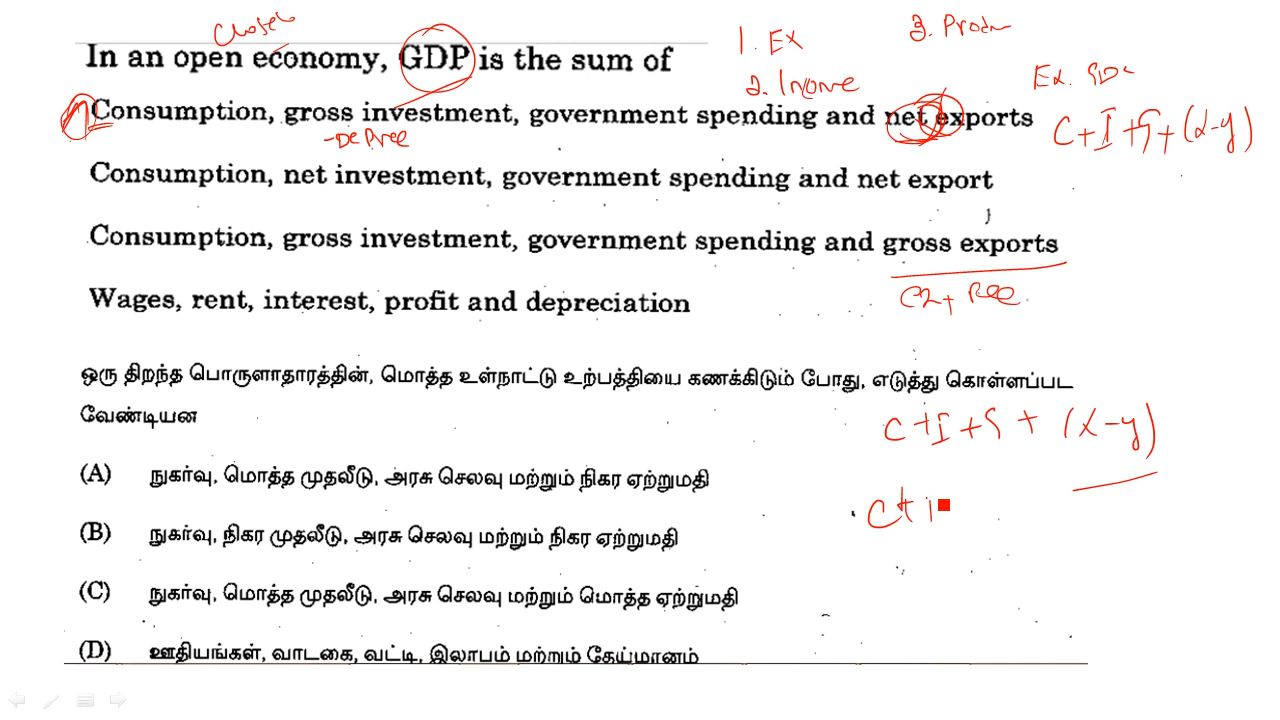 Closed
1. Ex
3. Produ
In an open economy, GDP is the sum of
2. Income
Consumption, gross investment, government spending and net exports
C+I+G+(X-y)
Consumption, net investment, government spending and net export
Consumption, gross investment, government spending and gross exports
Wages, rent, interest, profit and depreciation
ஒரு திறந்த பொருளாதாரத்தின், மொத்த உள்நாட்டு உற்பத்தியை கணக்கிடும் போது, எடுத்து கொள்ளப்பட
வேண்டியன
C+I+G+ (X-y)
(A) நுகர்வு, மொத்த முதலீடு, அரசு செலவு மற்றும் நிகர ஏற்றுமதி
C+I
(B) நுகர்வு, நிகர முதலீடு, அரசு செலவு மற்றும் நிகர ஏற்றுமதி
(C) நுகர்வு, மொத்த முதலீடு, அரசு செலவு மற்றும் மொத்த ஏற்றுமதி
(D) ஊதியங்கள், வாடகை, வட்டி, இலாபம் மற்றும் தேய்மானம்